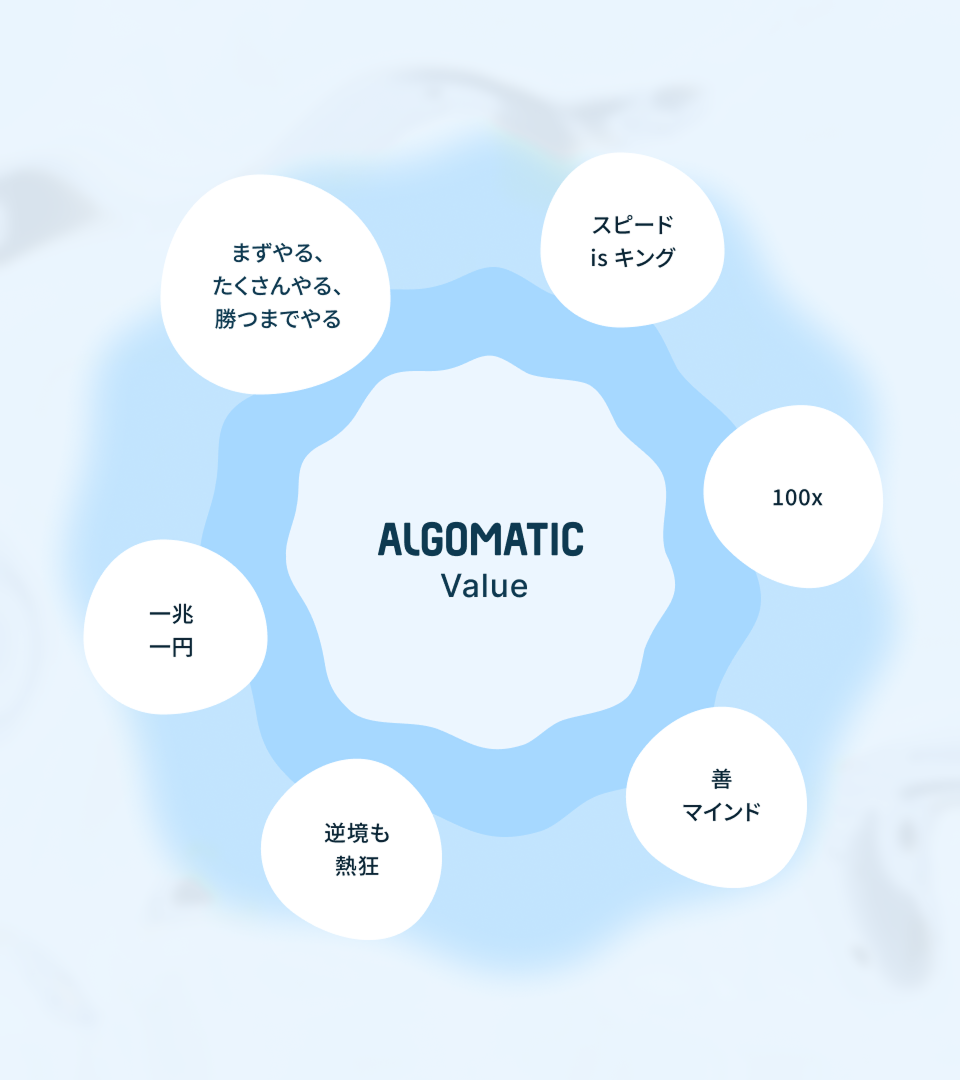 まずやる、
たくさんやる、
勝つまでやる
スピード
is キング
100x
ALGOMATIC
Value
一兆
一円
善
マインド
逆境も
熱狂